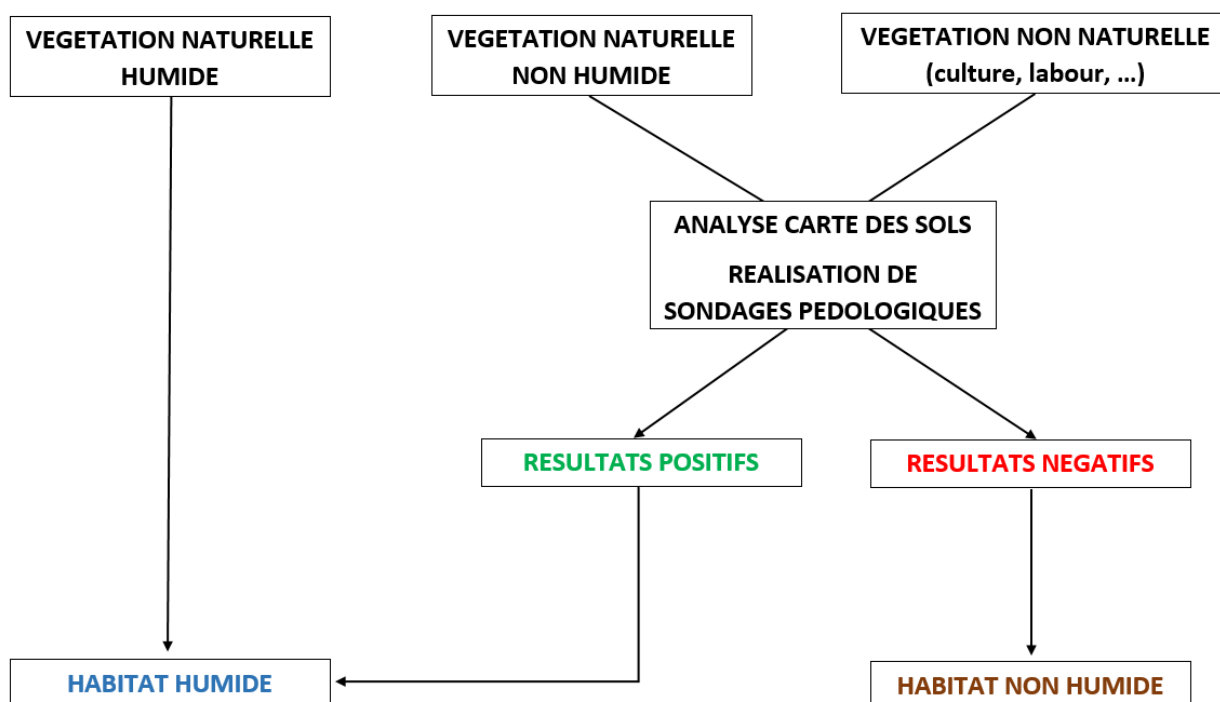 VEGETATION NATURELLE
HUMIDE
VEGETATION NATURELLE
NON HUMIDE
VEGETATION NON NATURELLE
(culture, labour, ...)
ANALYSE CARTE DES SOLS
REALISATION DE
SONDAGES PEDOLOGIQUES
RESULTATS POSITIFS
RESULTATS NEGATIFS
HABITAT HUMIDE
HABITAT NON HUMIDE